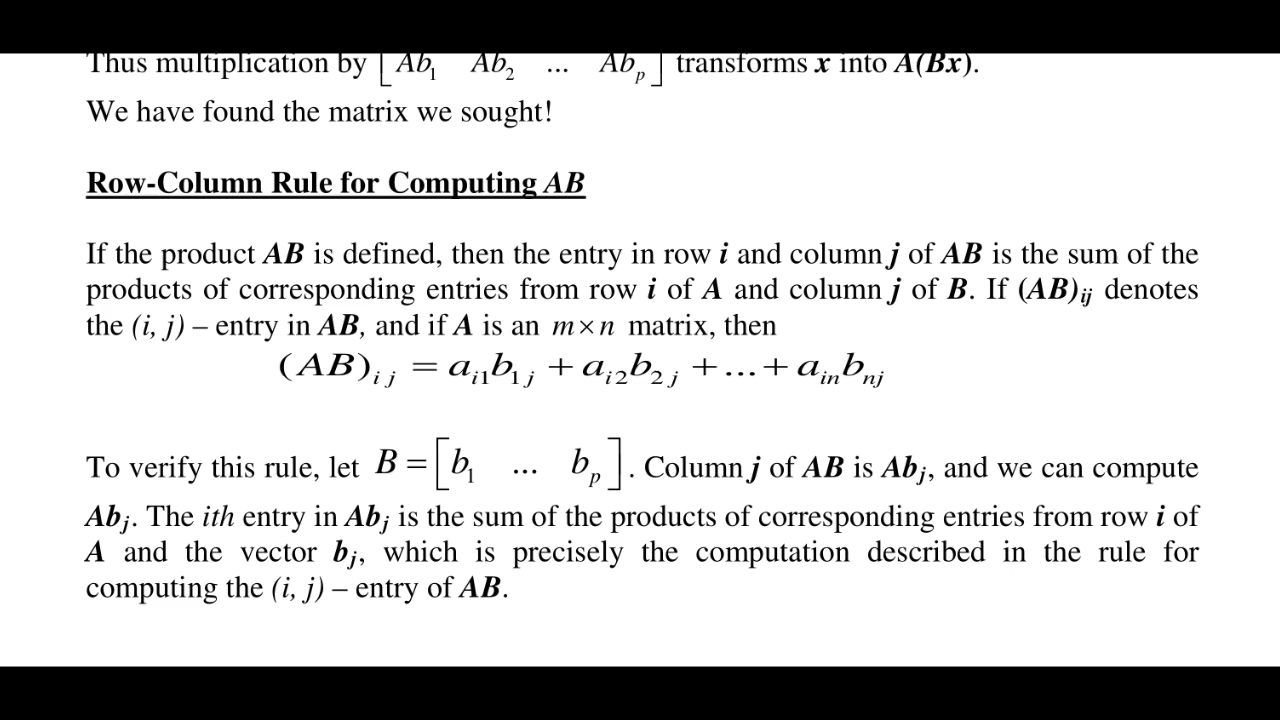 Thus multiplication by [Ab₁ Ab₂ ... Abₚ] transforms x into A(Bx).
We have found the matrix we sought!
Row-Column Rule for Computing AB
If the product AB is defined, then the entry in row i and column j of AB is the sum of the
products of corresponding entries from row i of A and column j of B. If (AB)ij denotes
the (i, j) – entry in AB, and if A is an m×n matrix, then
(AB)i j = ai1b1 j + ai2b2 j + ... + ainbnj
To verify this rule, let B = [b₁ ... bₚ]. Column j of AB is Abj, and we can compute
Abj. The ith entry in Abj is the sum of the products of corresponding entries from row i of
A and the vector bj, which is precisely the computation described in the rule for
computing the (i, j) – entry of AB.